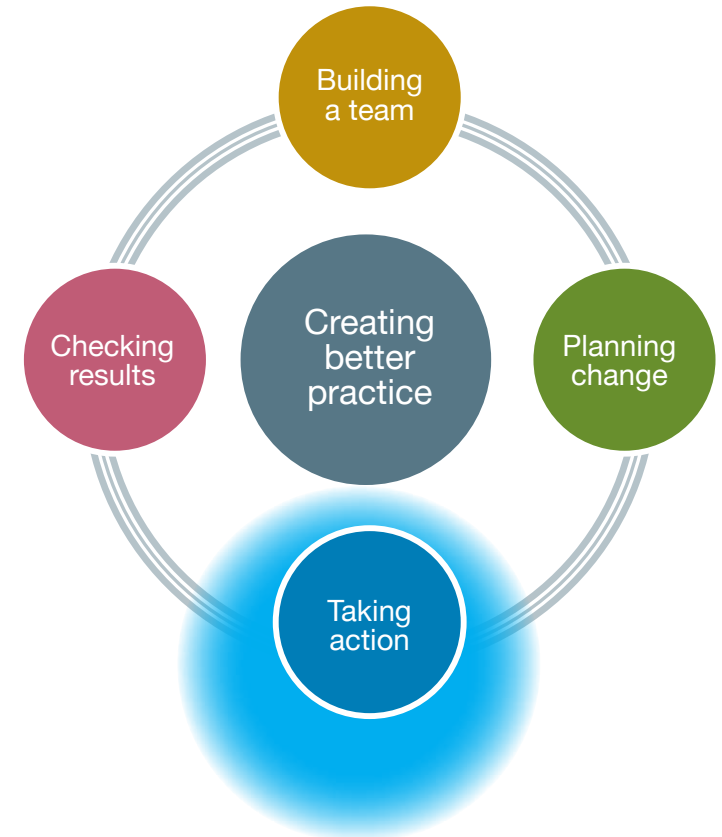 Building
a team
Checking
results
Creating
better
practice
Planning
change
Taking
action